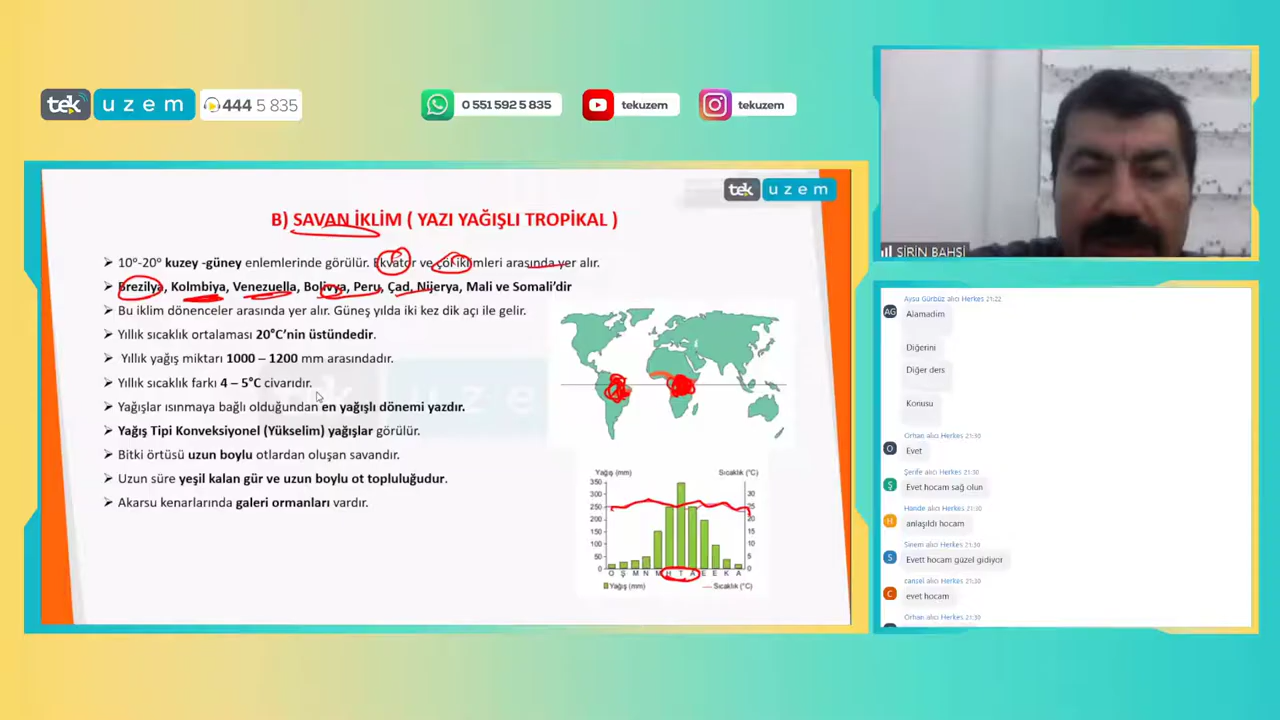 tek uzem 444 5 835
0 551 592 5 835
tekuzem
tekuzem
tek uzem
B) SAVAN İKLİM ( YAZI YAĞIŞLI TROPİKAL )
10°-20° kuzey -güney enlemlerinde görülür. Ekvator ve çöl iklimleri arasında yer alır.
Brezilya, Kolmbiya, Venezuella, Bolivya, Peru, Çad, Nijerya, Mali ve Somali'dir
Bu iklim dönenceler arasında yer alır. Güneş yılda iki kez dik açı ile gelir.
Yıllık sıcaklık ortalaması 20°C'nin üstündedir.
Yıllık yağış miktarı 1000 – 1200 mm arasındadır.
Yıllık sıcaklık farkı 4 – 5°C civarıdır.
Yağışlar ısınmaya bağlı olduğundan en yağışlı dönemi yazdır.
Yağış Tipi Konveksiyonel (Yükselim) yağışlar görülür.
Bitki örtüsü uzun boylu otlardan oluşan savandır.
Uzun süre yeşil kalan gür ve uzun boylu ot topluluğudur.
Akarsu kenarlarında galeri ormanları vardır.
tek uzem
Yağış (mm) Sıcaklık (°C)
350
300 30
250 25
200 20
150 15
100 10
50 5
0 0
O Ş M N M H T A E E K A
Yağış (mm) Sıcaklık (°C)
ŞİRİN BAHŞİ
Aysu Gürbüz alıcı Herkes 21:22
AG Alamadım
Diğerini
Diğer ders
Konusu
Orhan alıcı Herkes 21:30
O Evet
Şerife alıcı Herkes 21:30
Ş Evet hocam sağ olun
Hande alıcı Herkes 21:30
H anlaşıldı hocam
Sinem alıcı Herkes 21:30
S Evett hocam güzel gidiyor
cansel alıcı Herkes 21:30
C evet hocam
Orhan alıcı Herkes 21:30